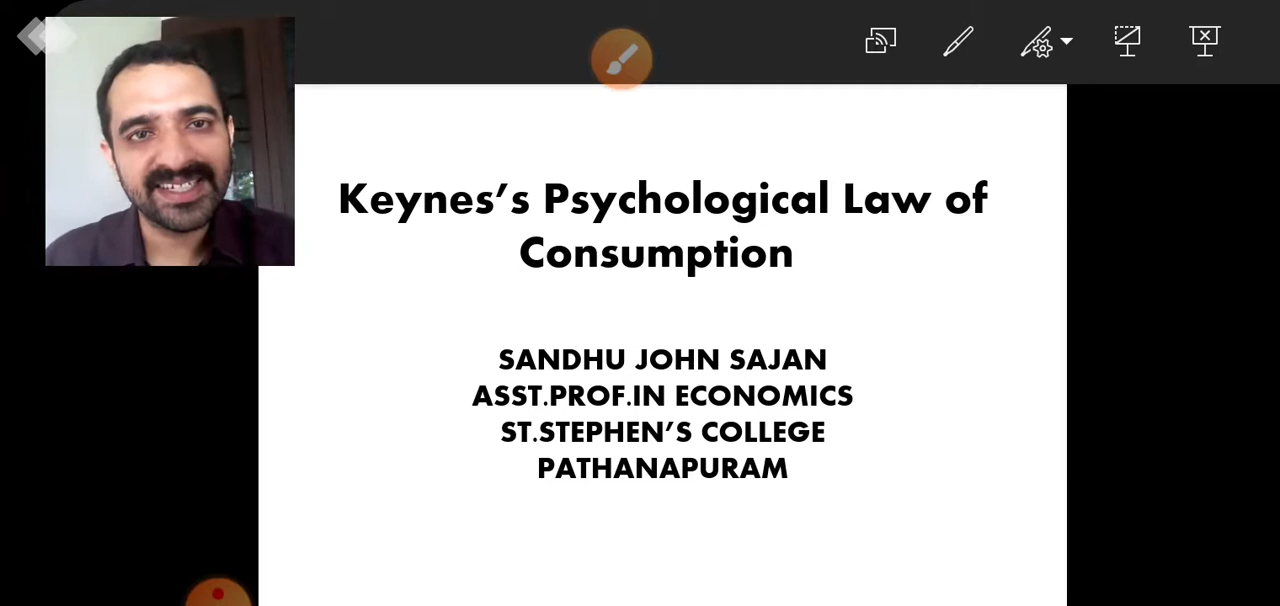 Keynes’s Psychological Law of
Consumption
SANDHU JOHN SAJAN
ASST.PROF.IN ECONOMICS
ST.STEPHEN’S COLLEGE
PATHANAPURAM